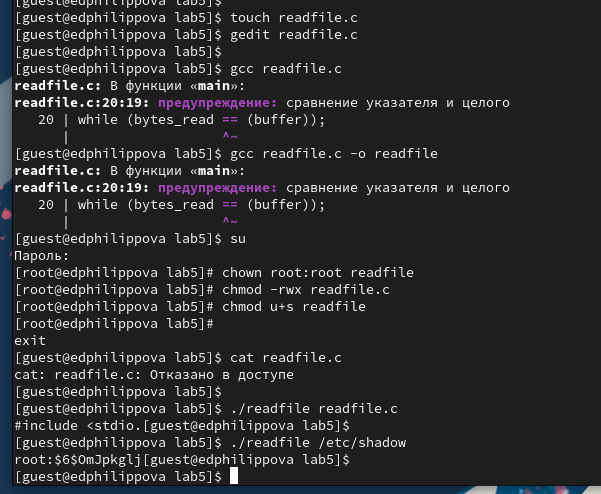 [guest@edphilippova lab5]$
[guest@edphilippova lab5]$ touch readfile.c
[guest@edphilippova lab5]$ gedit readfile.c
[guest@edphilippova lab5]$
[guest@edphilippova lab5]$ gcc readfile.c
readfile.c: В функции «main»:
readfile.c:20:19: предупреждение: сравнение указателя и целого
   20 | while (bytes_read == (buffer));
      |                   ^~
[guest@edphilippova lab5]$ gcc readfile.c -o readfile
readfile.c: В функции «main»:
readfile.c:20:19: предупреждение: сравнение указателя и целого
   20 | while (bytes_read == (buffer));
      |                   ^~
[guest@edphilippova lab5]$ su
Пароль:
[root@edphilippova lab5]# chown root:root readfile
[root@edphilippova lab5]# chmod -rwx readfile.c
[root@edphilippova lab5]# chmod u+s readfile
[root@edphilippova lab5]#
exit
[guest@edphilippova lab5]$ cat readfile.c
cat: readfile.c: Отказано в доступе
[guest@edphilippova lab5]$
[guest@edphilippova lab5]$ ./readfile readfile.c
#include <stdio.[guest@edphilippova lab5]$
[guest@edphilippova lab5]$ ./readfile /etc/shadow
root:$6$OmJpkglj[guest@edphilippova lab5]$
[guest@edphilippova lab5]$